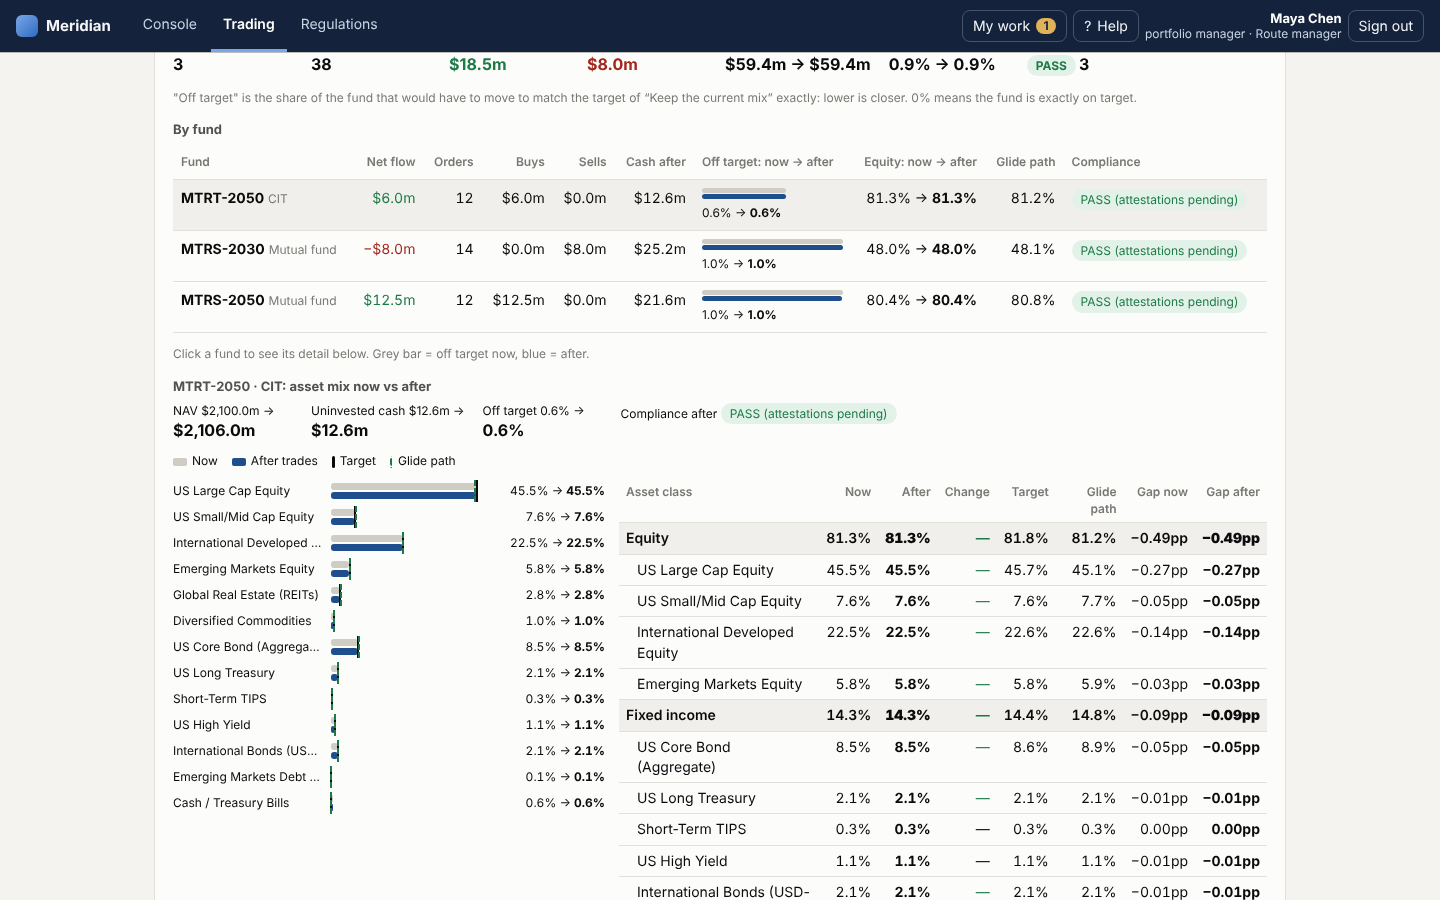 Meridian Console Trading Regulations My work 1 ? Help Maya Chen Sign out
portfolio manager · Route manager
3 38 $18.5m $8.0m $59.4m → $59.4m 0.9% → 0.9% PASS 3
"Off target" is the share of the fund that would have to move to match the target of “Keep the current mix” exactly: lower is closer. 0% means the fund is exactly on target.
By fund
Fund Net flow Orders Buys Sells Cash after Off target: now → after Equity: now → after Glide path Compliance
MTRT-2050 CIT $6.0m 12 $6.0m $0.0m $12.6m 81.3% → 81.3% 81.2% PASS (attestations pending)
0.6% → 0.6%
MTRS-2030 Mutual fund −$8.0m 14 $0.0m $8.0m $25.2m 48.0% → 48.0% 48.1% PASS (attestations pending)
1.0% → 1.0%
MTRS-2050 Mutual fund $12.5m 12 $12.5m $0.0m $21.6m 80.4% → 80.4% 80.8% PASS (attestations pending)
1.0% → 1.0%
Click a fund to see its detail below. Grey bar = off target now, blue = after.
MTRT-2050 · CIT: asset mix now vs after
NAV $2,100.0m → Uninvested cash $12.6m → Off target 0.6% → Compliance after PASS (attestations pending)
$2,106.0m $12.6m 0.6%
Now After trades Target Glide path
US Large Cap Equity 45.5% → 45.5%
US Small/Mid Cap Equity 7.6% → 7.6%
International Developed ... 22.5% → 22.5%
Emerging Markets Equity 5.8% → 5.8%
Global Real Estate (REITs) 2.8% → 2.8%
Diversified Commodities 1.0% → 1.0%
US Core Bond (Aggrega... 8.5% → 8.5%
US Long Treasury 2.1% → 2.1%
Short-Term TIPS 0.3% → 0.3%
US High Yield 1.1% → 1.1%
International Bonds (US... 2.1% → 2.1%
Emerging Markets Debt ... 0.1% → 0.1%
Cash / Treasury Bills 0.6% → 0.6%
Asset class Now After Change Target Glide path Gap now Gap after
Equity 81.3% 81.3% — 81.8% 81.2% −0.49pp −0.49pp
US Large Cap Equity 45.5% 45.5% — 45.7% 45.1% −0.27pp −0.27pp
US Small/Mid Cap Equity 7.6% 7.6% — 7.6% 7.7% −0.05pp −0.05pp
International Developed 22.5% 22.5% — 22.6% 22.6% −0.14pp −0.14pp
Equity
Emerging Markets Equity 5.8% 5.8% — 5.8% 5.9% −0.03pp −0.03pp
Fixed income 14.3% 14.3% — 14.4% 14.8% −0.09pp −0.09pp
US Core Bond 8.5% 8.5% — 8.6% 8.9% −0.05pp −0.05pp
(Aggregate)
US Long Treasury 2.1% 2.1% — 2.1% 2.1% −0.01pp −0.01pp
Short-Term TIPS 0.3% 0.3% — 0.3% 0.3% 0.00pp 0.00pp
US High Yield 1.1% 1.1% — 1.1% 1.1% −0.01pp −0.01pp
International Bonds (USD- 2.1% 2.1% — 2.1% 2.1% −0.01pp −0.01pp